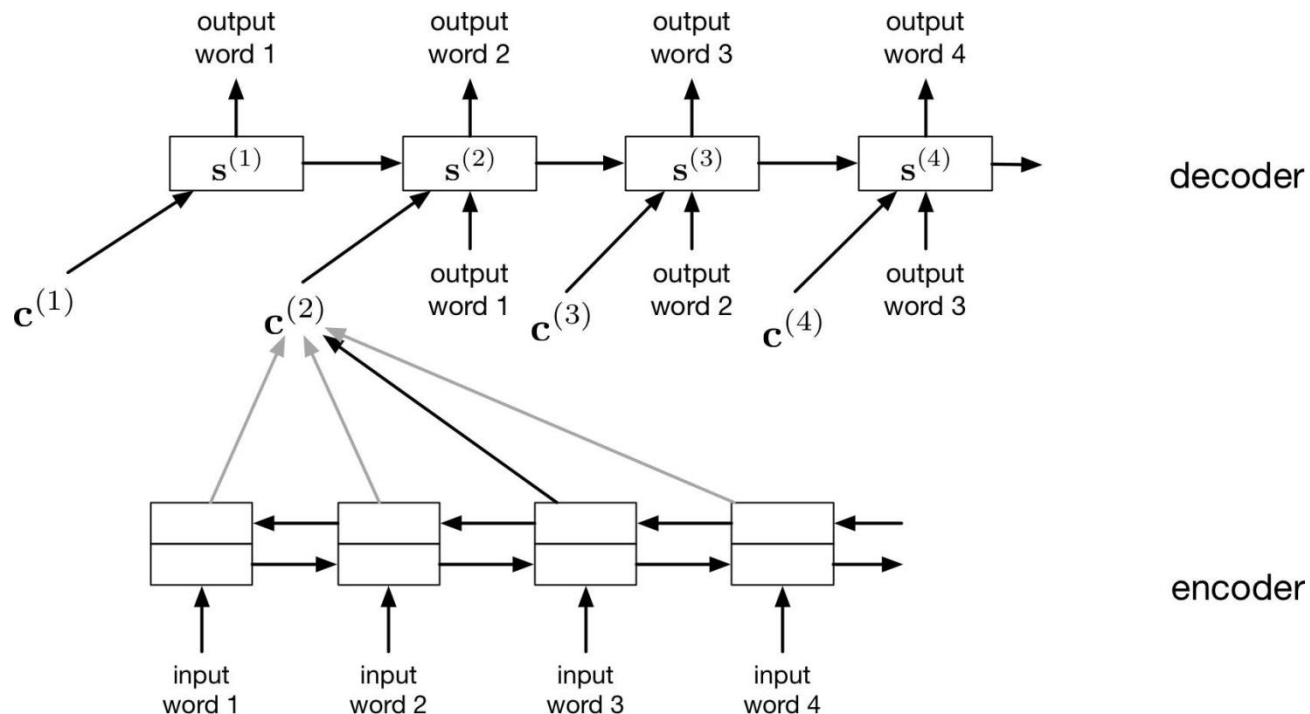 output output output output
word 1 word 2 word 3 word 4
s^(1) s^(2) s^(3) s^(4)
decoder
output output output
word 1 word 2 word 3
c^(1) c^(2) c^(3) c^(4)
encoder
input input input input
word 1 word 2 word 3 word 4